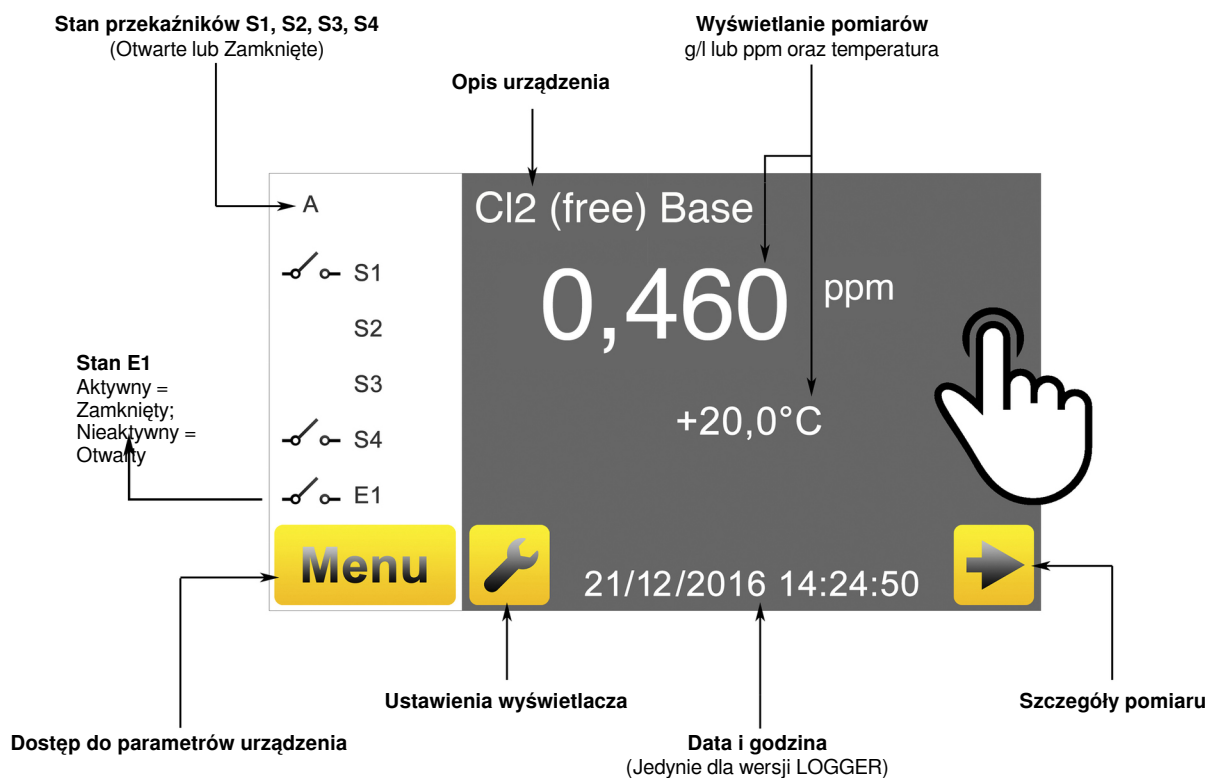 Stan przekaźników S1, S2, S3, S4
(Otwarte lub Zamknięte)
Wyświetlanie pomiarów
g/l lub ppm oraz temperatura
Opis urządzenia
A
Cl2 (free) Base
S1
0,460 ppm
S2
Stan E1
Aktywny =
Zamknięty;
Nieaktywny =
Otwarty
S3
+20,0°C
S4
E1
Menu
21/12/2016 14:24:50
Ustawienia wyświetlacza
Szczegóły pomiaru
Dostęp do parametrów urządzenia
Data i godzina
(Jedynie dla wersji LOGGER)